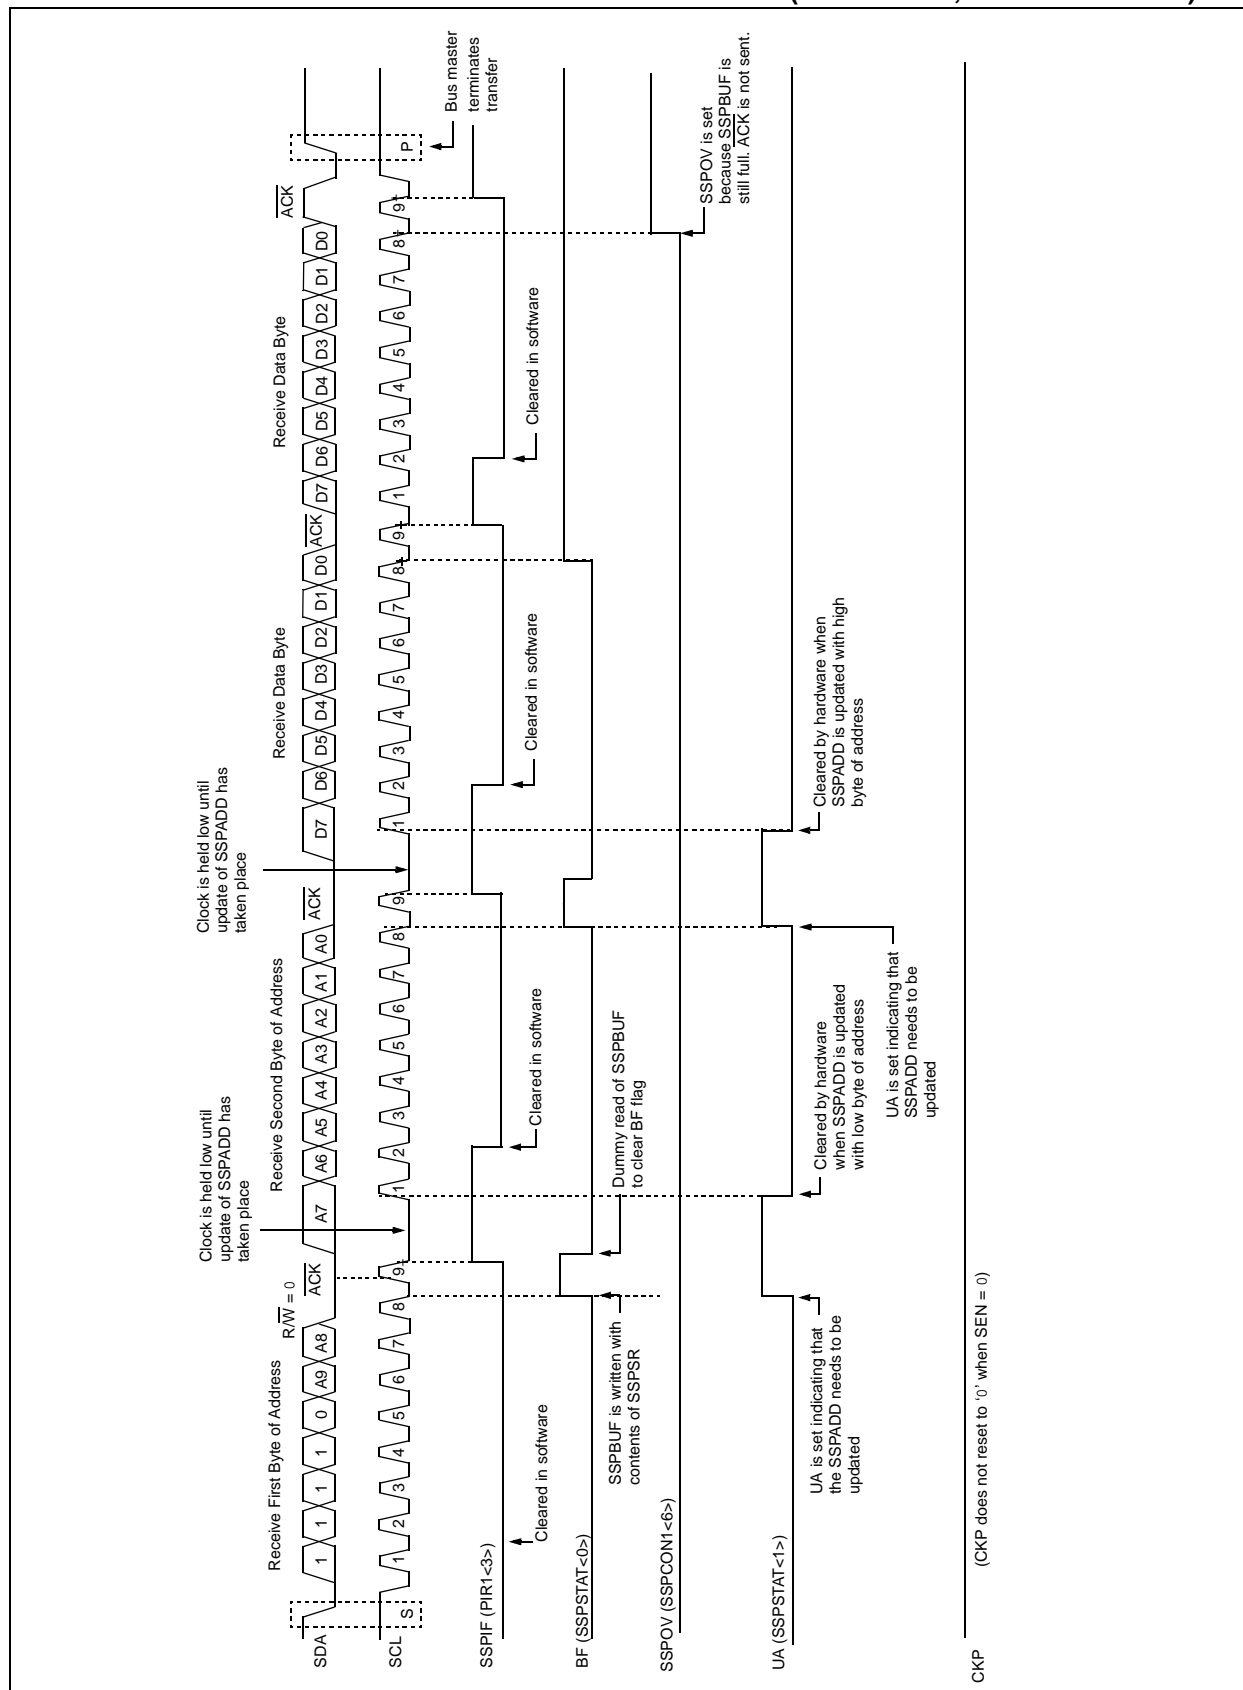 Receive First Byte of Address
R/W = 0
ACK
Clock is held low until
update of SSPADD has
taken place
Receive Second Byte of Address
ACK
Clock is held low until
update of SSPADD has
taken place
Receive Data Byte
ACK
Receive Data Byte
ACK
SDA
1 1 1 1 0 A9 A8 A7 A6 A5 A4 A3 A2 A1 A0 D7 D6 D5 D4 D3 D2 D1 D0 D7 D6 D5 D4 D3 D2 D1 D0
SCL
S 1 2 3 4 5 6 7 8 9 1 2 3 4 5 6 7 8 9 1 2 3 4 5 6 7 8 9 1 2 3 4 5 6 7 8 9 P
Bus master
terminates
transfer
SSPIF (PIR1<3>)
Cleared in software
Cleared in software
Cleared in software
Cleared in software
BF (SSPSTAT<0>)
SSPBUF is written with
contents of SSPSR
Dummy read of SSPBUF
to clear BF flag
SSPOV (SSPCON1<6>)
SSPOV is set
because SSPBUF is
still full. ACK is not sent.
UA (SSPSTAT<1>)
UA is set indicating that
the SSPADD needs to be
updated
Cleared by hardware
when SSPADD is updated
with low byte of address
UA is set indicating that
SSPADD needs to be
updated
Cleared by hardware when
SSPADD is updated with high
byte of address
CKP
(CKP does not reset to ‘0’ when SEN = 0)